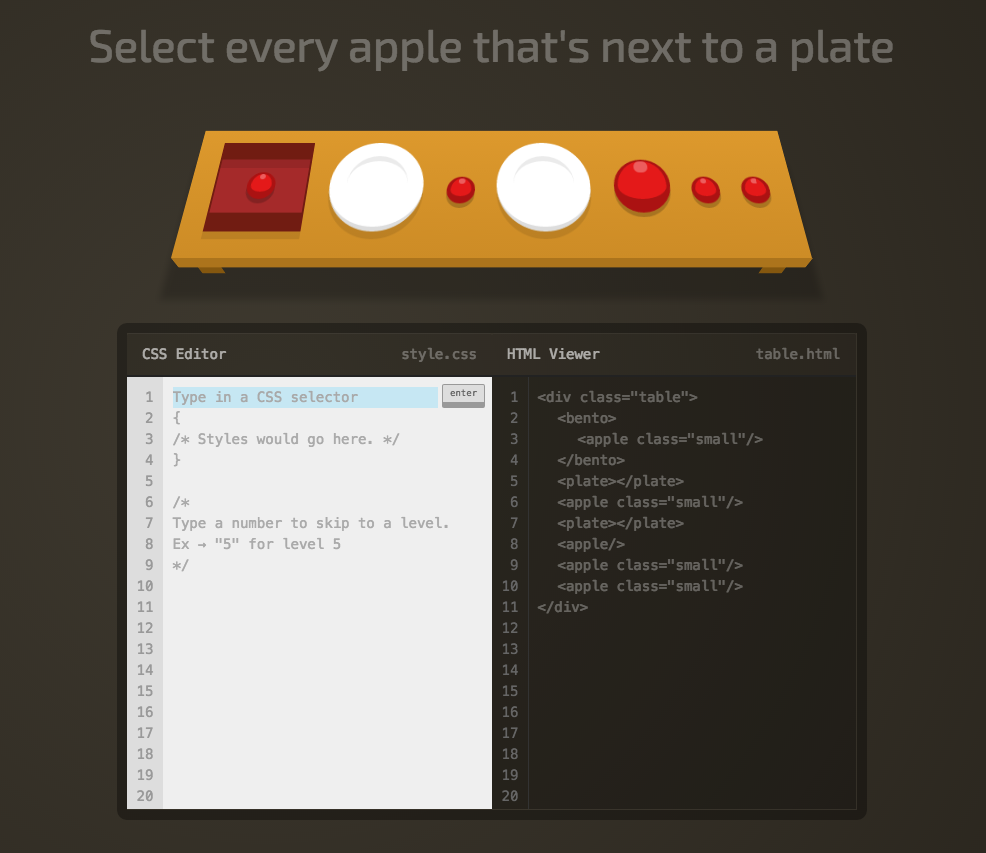 Select every apple that's next to a plate
CSS Editor style.css HTML Viewer table.html
1 Type in a CSS selector enter
2 {
3 /* Styles would go here. */
4 }
5
6 /*
7 Type a number to skip to a level.
8 Ex → "5" for level 5
9 */
10
11
12
13
14
15
16
17
18
19
20
1 <div class="table">
2 <bento>
3 <apple class="small"/>
4 </bento>
5 <plate></plate>
6 <apple class="small"/>
7 <plate></plate>
8 <apple/>
9 <apple class="small"/>
10 <apple class="small"/>
11 </div>
12
13
14
15
16
17
18
19
20